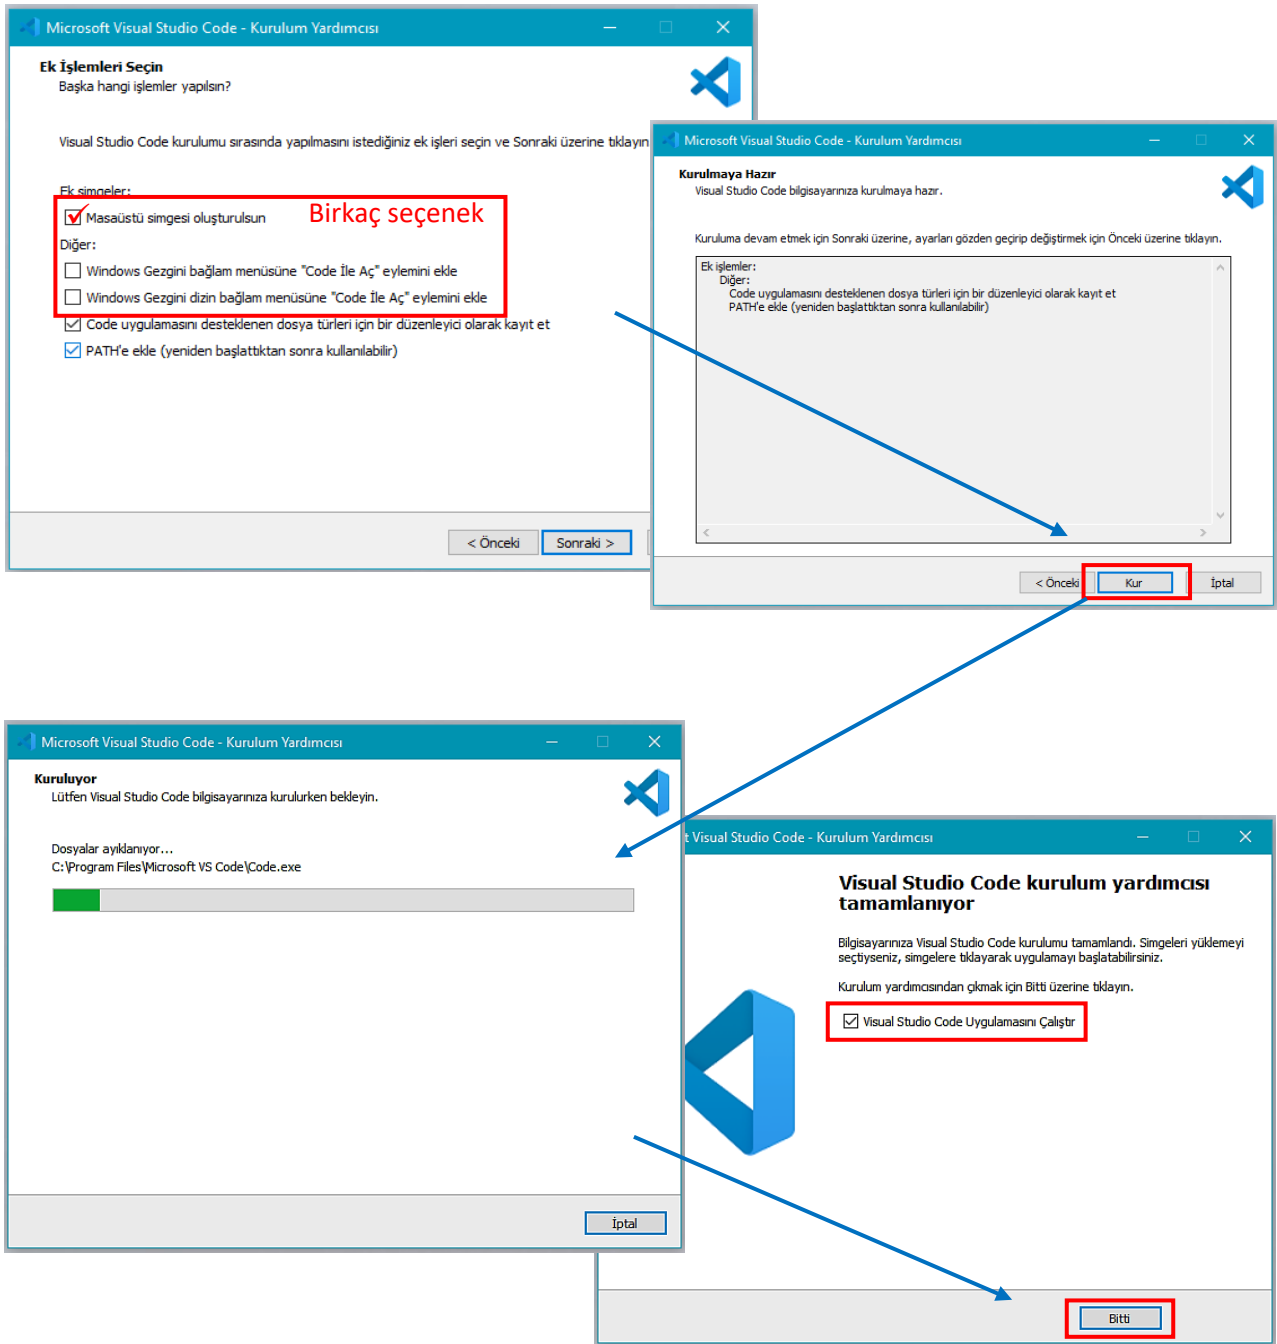 Microsoft Visual Studio Code - Kurulum Yardımcısı
Ek İşlemleri Seçin
Başka hangi işlemler yapılsın?
Visual Studio Code kurulumu sırasında yapılmasını istediğiniz ek işleri seçin ve Sonraki üzerine tıklayın
Ek simgeler:
Masaüstü simgesi oluşturulsun
Birkaç seçenek
Diğer:
Windows Gezgini bağlam menüsüne "Code İle Aç" eylemini ekle
Windows Gezgini dizin bağlam menüsüne "Code İle Aç" eylemini ekle
Code uygulamasını desteklenen dosya türleri için bir düzenleyici olarak kayıt et
PATH'e ekle (yeniden başlattıktan sonra kullanılabilir)
< Önceki
Sonraki >
Microsoft Visual Studio Code - Kurulum Yardımcısı
Kurulmaya Hazır
Visual Studio Code bilgisayarınıza kurulmaya hazır.
Kuruluma devam etmek için Sonraki üzerine, ayarları gözden geçirip değiştirmek için Önceki üzerine tıklayın.
Ek işlemler:
Diğer:
Code uygulamasını desteklenen dosya türleri için bir düzenleyici olarak kayıt et
PATH'e ekle (yeniden başlattıktan sonra kullanılabilir)
< Önceki
Kur
İptal
Microsoft Visual Studio Code - Kurulum Yardımcısı
Kuruluyor
Lütfen Visual Studio Code bilgisayarınıza kurulurken bekleyin.
Dosyalar ayıklanıyor...
C:\Program Files\Microsoft VS Code\Code.exe
İptal
t Visual Studio Code - Kurulum Yardımcısı
Visual Studio Code kurulum yardımcısı
tamamlanıyor
Bilgisayarınıza Visual Studio Code kurulumu tamamlandı. Simgeleri yüklemeyi
seçtiyseniz, simgelere tıklayarak uygulamayı başlatabilirsiniz.
Kurulum yardımcısından çıkmak için Bitti üzerine tıklayın.
Visual Studio Code Uygulamasını Çalıştır
Bitti